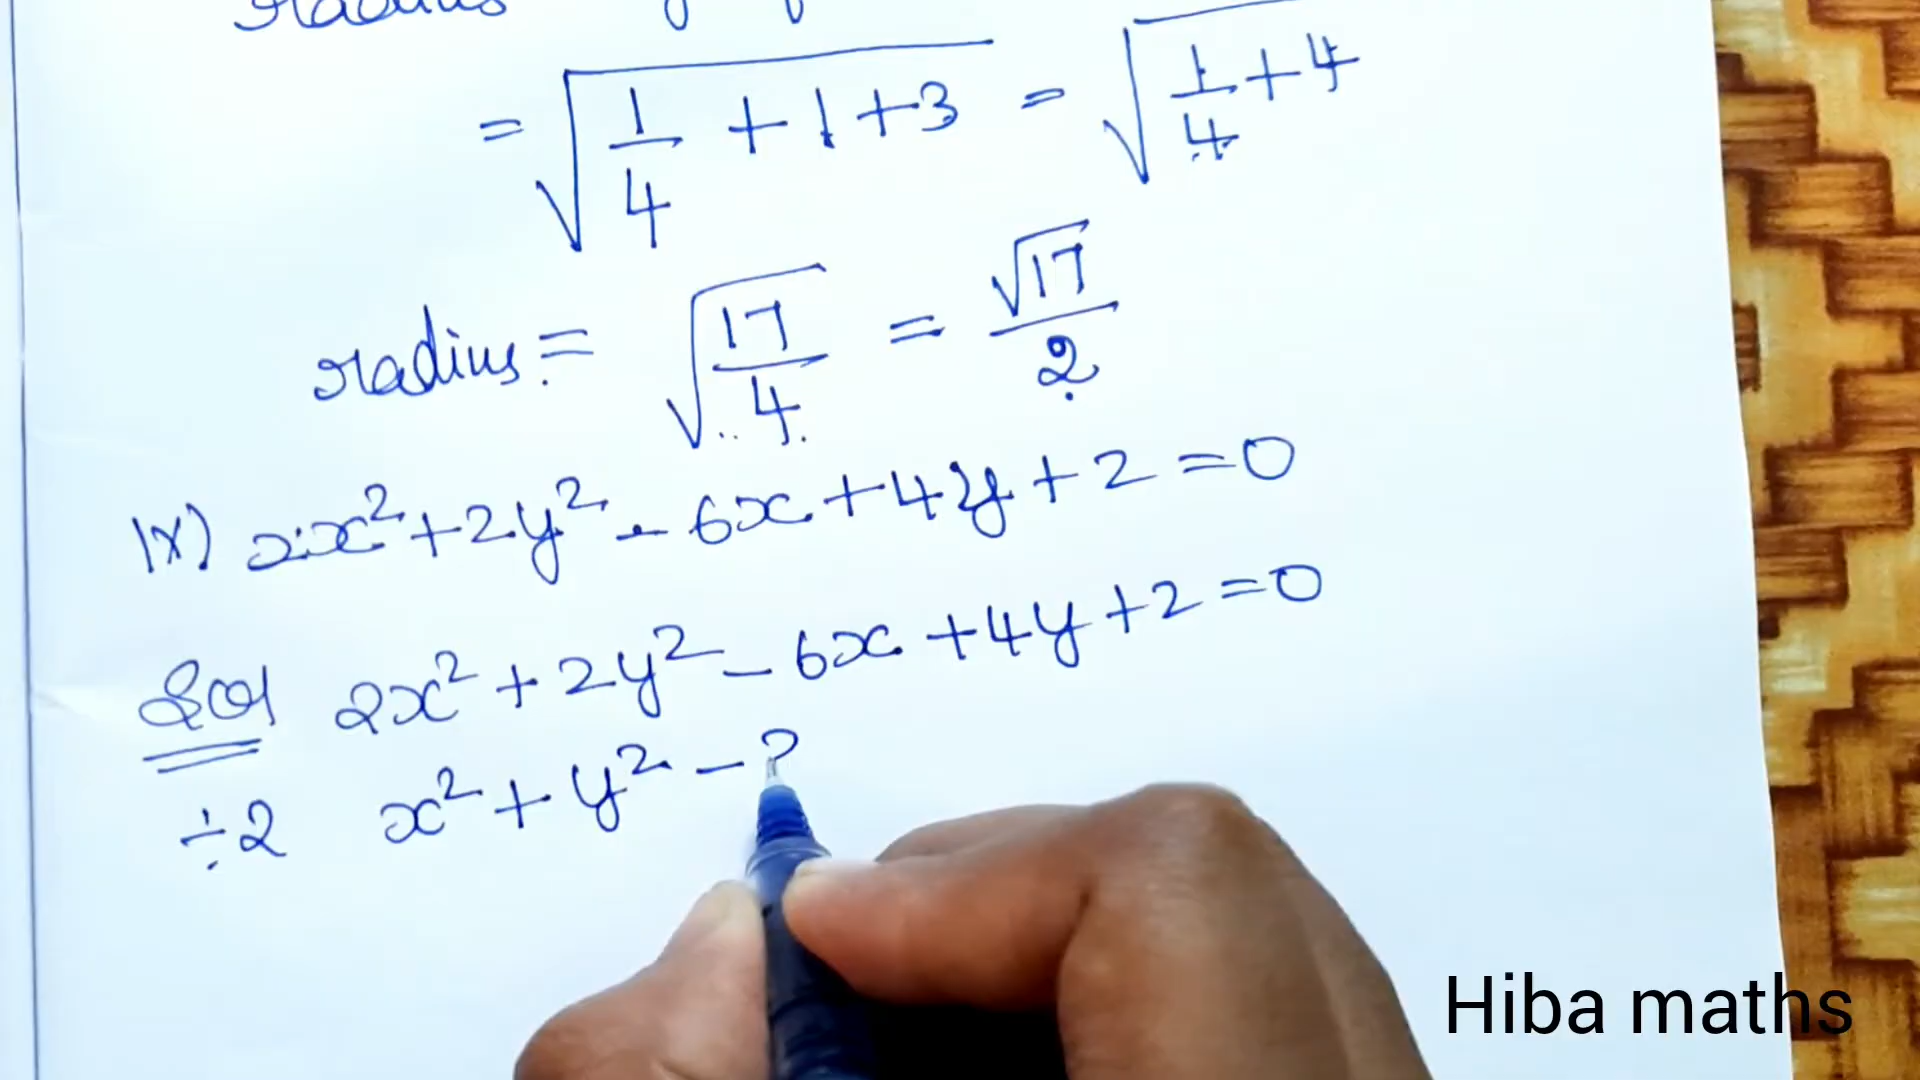 radius
= √(1/4 + 1 + 3) = √(1/4 + 4)
radius = √(17/4) = √17/2
IX) 2x² + 2y² - 6x + 4y + 2 = 0
Sol 2x² + 2y² - 6x + 4y + 2 = 0
÷2 x² + y² -
Hiba maths